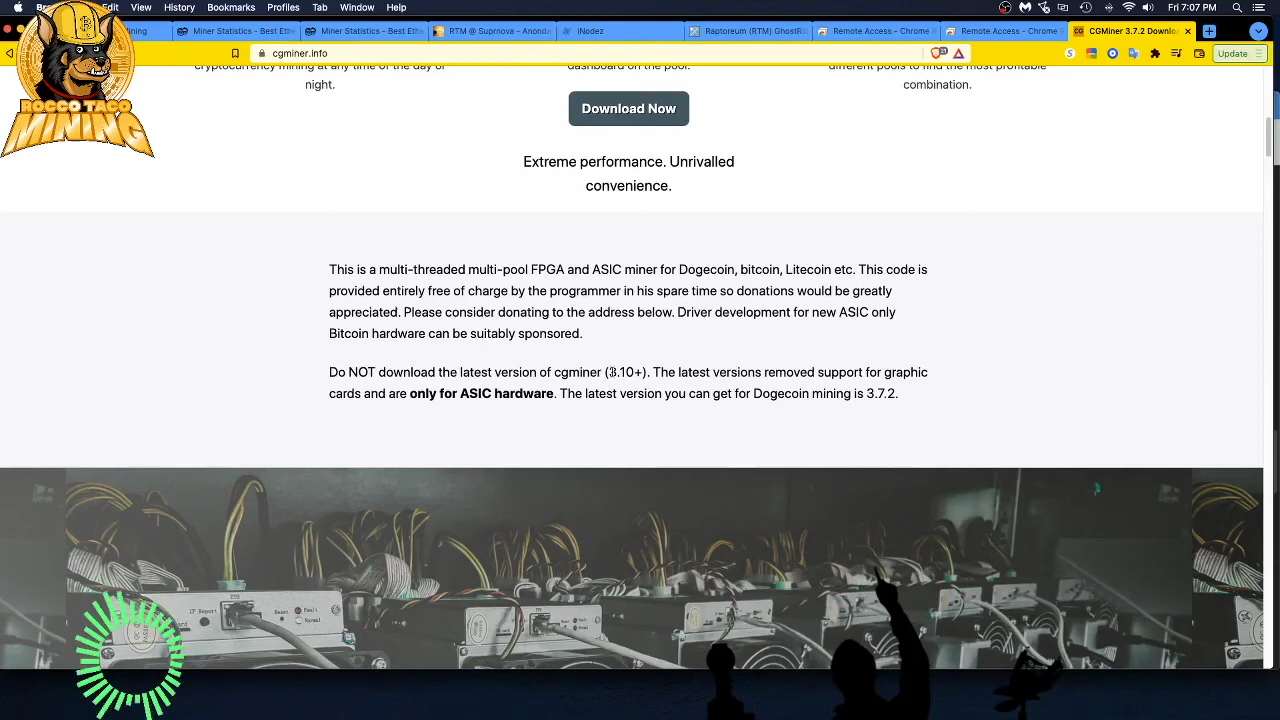 View History Bookmarks Profiles Tab Window Help Fri 7:07 PM
Miner Statistics - Best Eth Miner Statistics - Best Eth RTM @ Suprnova - Anond iNodez Raptoreum (RTM) GhostRi Remote Access - Chrome Remote Access - Chrome R CGMiner 3.7.2 Downlo
cgminer.info Update
cryptocurrency mining at any time of the day or dashboard on the pool. different pools to find the most profitable
night. combination.
Download Now
Extreme performance. Unrivalled
convenience.
ROCCO TACO
MINING
This is a multi-threaded multi-pool FPGA and ASIC miner for Dogecoin, bitcoin, Litecoin etc. This code is
provided entirely free of charge by the programmer in his spare time so donations would be greatly
appreciated. Please consider donating to the address below. Driver development for new ASIC only
Bitcoin hardware can be suitably sponsored.
Do NOT download the latest version of cgminer (3.10+). The latest versions removed support for graphic
cards and are only for ASIC hardware. The latest version you can get for Dogecoin mining is 3.7.2.
IP Report
Reset
Fault
Normal